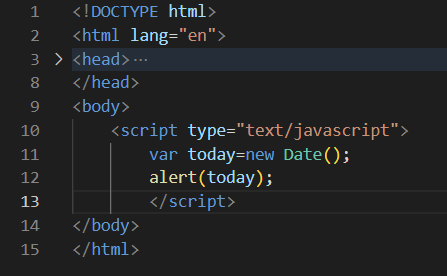 1 <!DOCTYPE html>
2 <html lang="en">
3 > <head>...
8 </head>
9 <body>
10 <script type="text/javascript">
11 var today=new Date();
12 alert(today);
13 </script>
14 </body>
15 </html>